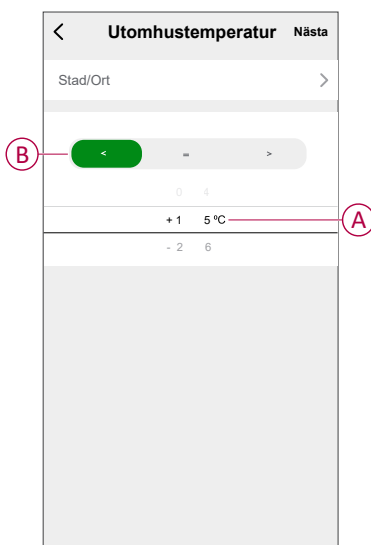 < Utomhustemperatur Nästa
Stad/Ort >
B < = >
0 4
+ 1 5 ºC A
- 2 6